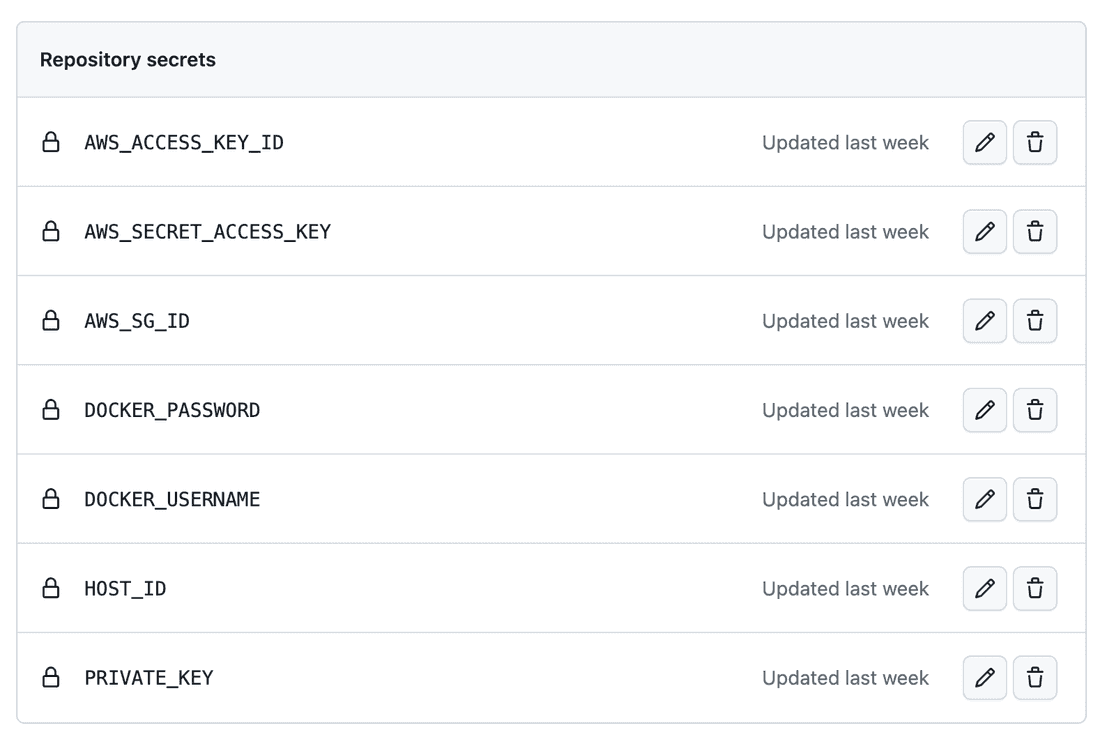 Repository secrets
AWS_ACCESS_KEY_ID Updated last week
AWS_SECRET_ACCESS_KEY Updated last week
AWS_SG_ID Updated last week
DOCKER_PASSWORD Updated last week
DOCKER_USERNAME Updated last week
HOST_ID Updated last week
PRIVATE_KEY Updated last week